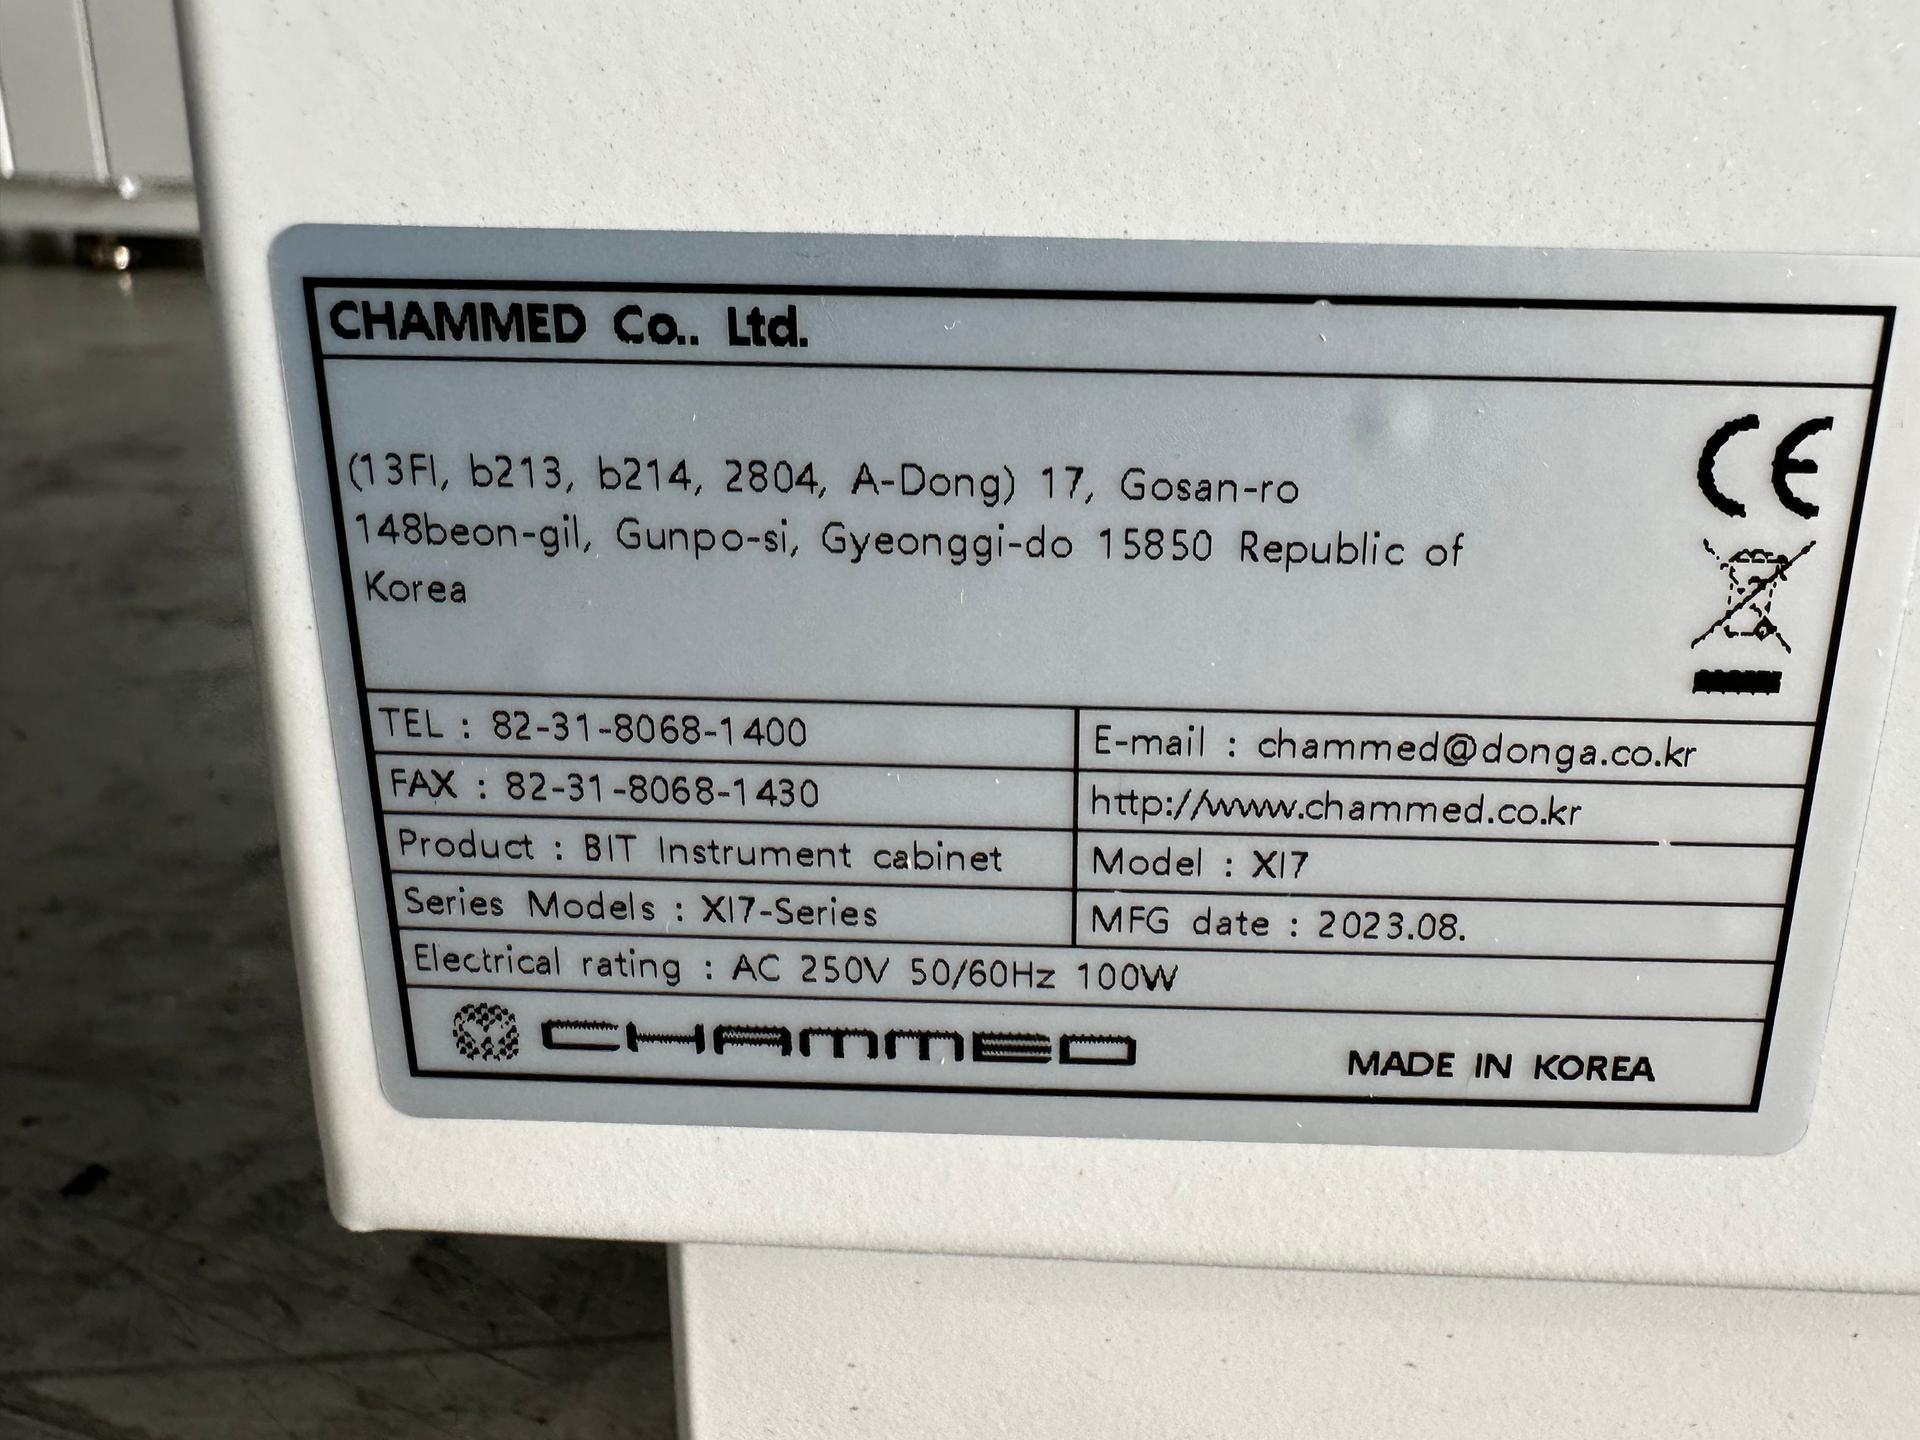 CHAMMED Co.. Ltd.
(13Fl, b213, b214, 2804, A-Dong) 17, Gosan-ro
148beon-gil, Gunpo-si, Gyeonggi-do 15850 Republic of
Korea
CE
TEL : 82-31-8068-1400
E-mail : chammed@donga.co.kr
FAX : 82-31-8068-1430
http://www.chammed.co.kr
Product : BIT Instrument cabinet
Model : XI7
Series Models : XI7-Series
MFG date : 2023.08.
Electrical rating : AC 250V 50/60Hz 100W
CHAMMED
MADE IN KOREA